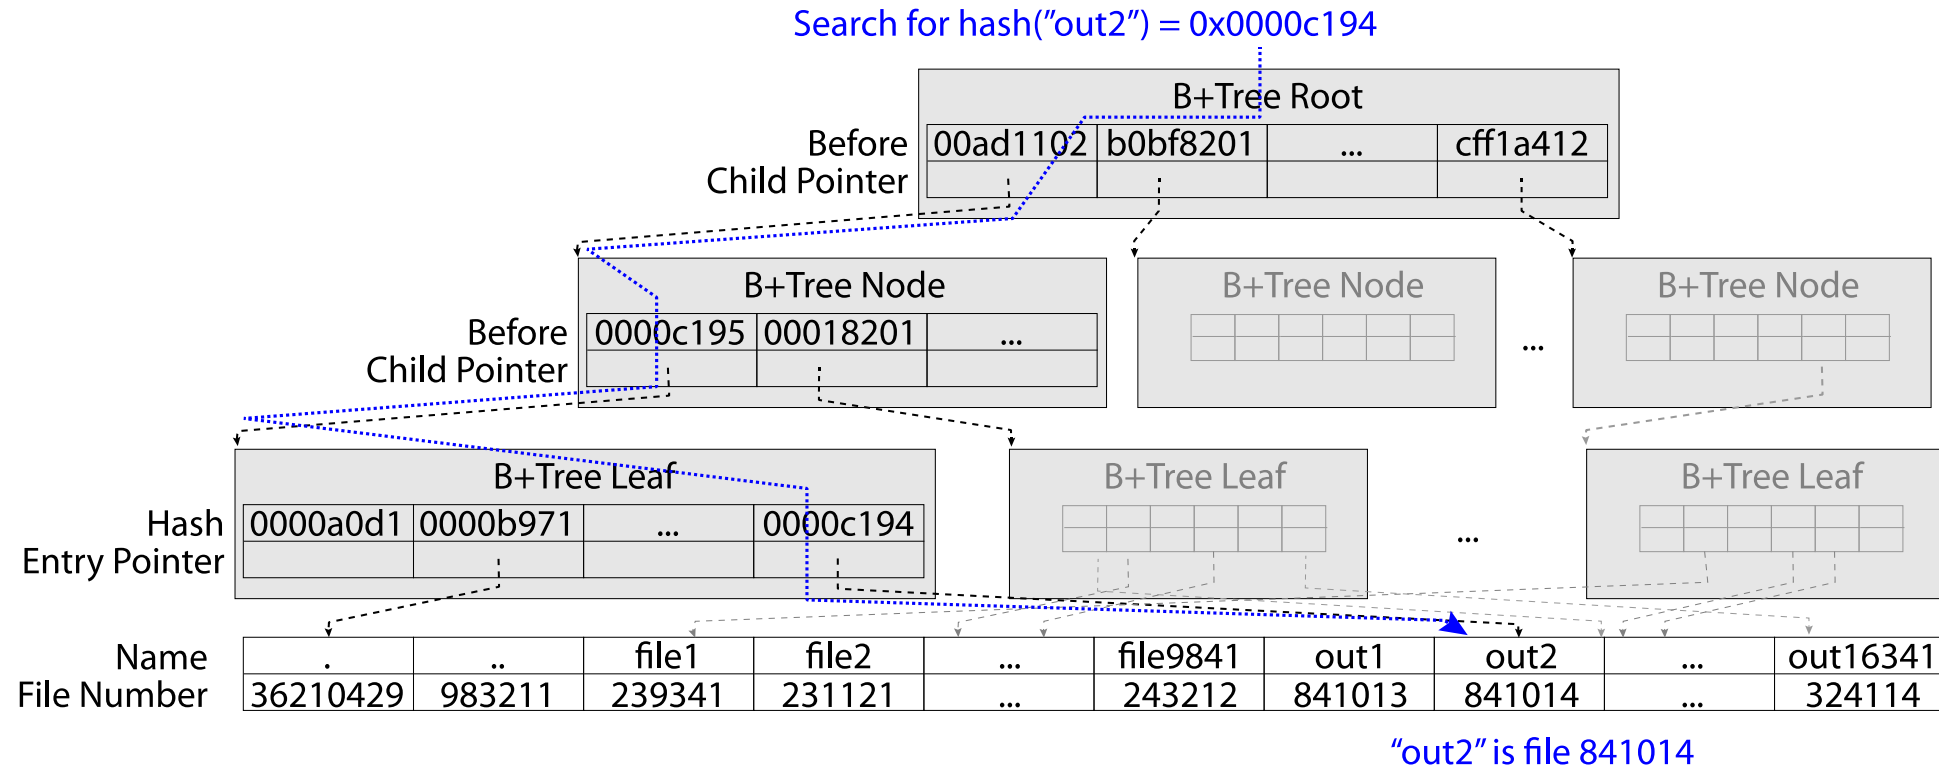 Search for hash("out2") = 0x0000c194
B+Tree Root
Before 00ad1102 b0bf8201 ... cff1a412
Child Pointer
B+Tree Node B+Tree Node B+Tree Node
Before 0000c195 00018201 ... ...
Child Pointer
B+Tree Leaf B+Tree Leaf B+Tree Leaf
Hash 0000a0d1 0000b971 ... 0000c194 ...
Entry Pointer
Name . .. file1 file2 ... file9841 out1 out2 ... out16341
File Number 36210429 983211 239341 231121 ... 243212 841013 841014 ... 324114
“out2” is file 841014